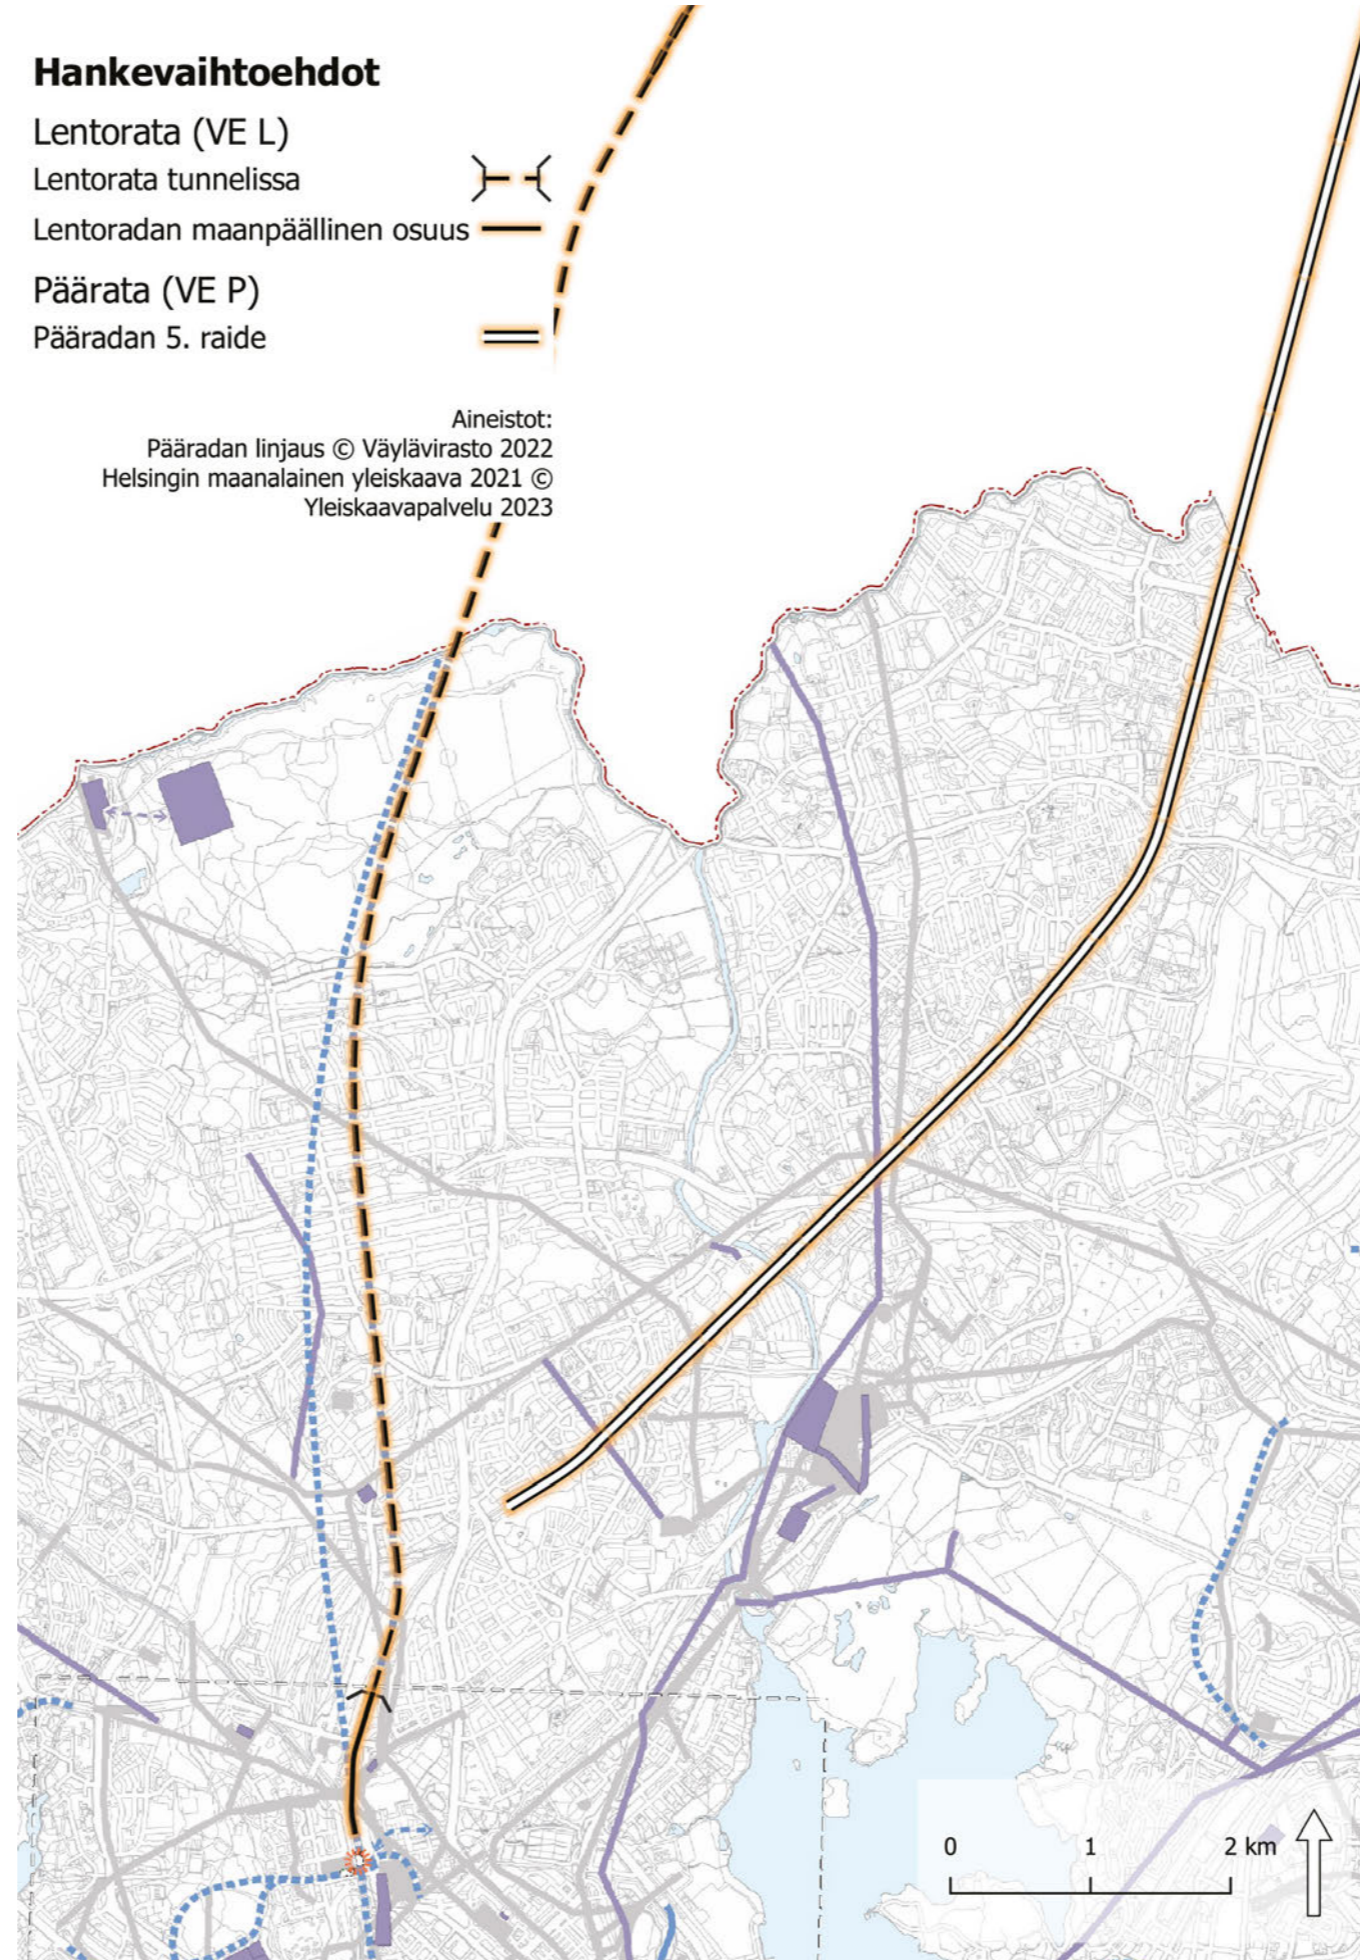 Hankevaihtoehdot
Lentorata (VE L)
Lentorata tunnelissa
Lentoradan maanpäällinen osuus
Päärata (VE P)
Pääradan 5. raide
Aineistot:
Pääradan linjaus © Väylävirasto 2022
Helsingin maanalainen yleiskaava 2021 ©
Yleiskaavapalvelu 2023
0 1 2 km